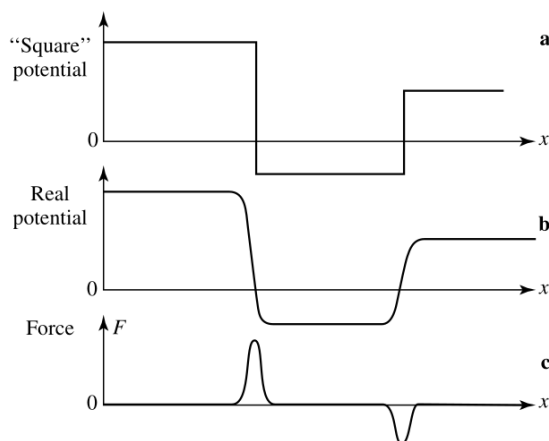 “Square”
potential
a
0
x
Real
potential
b
0
x
Force
F
c
0
x